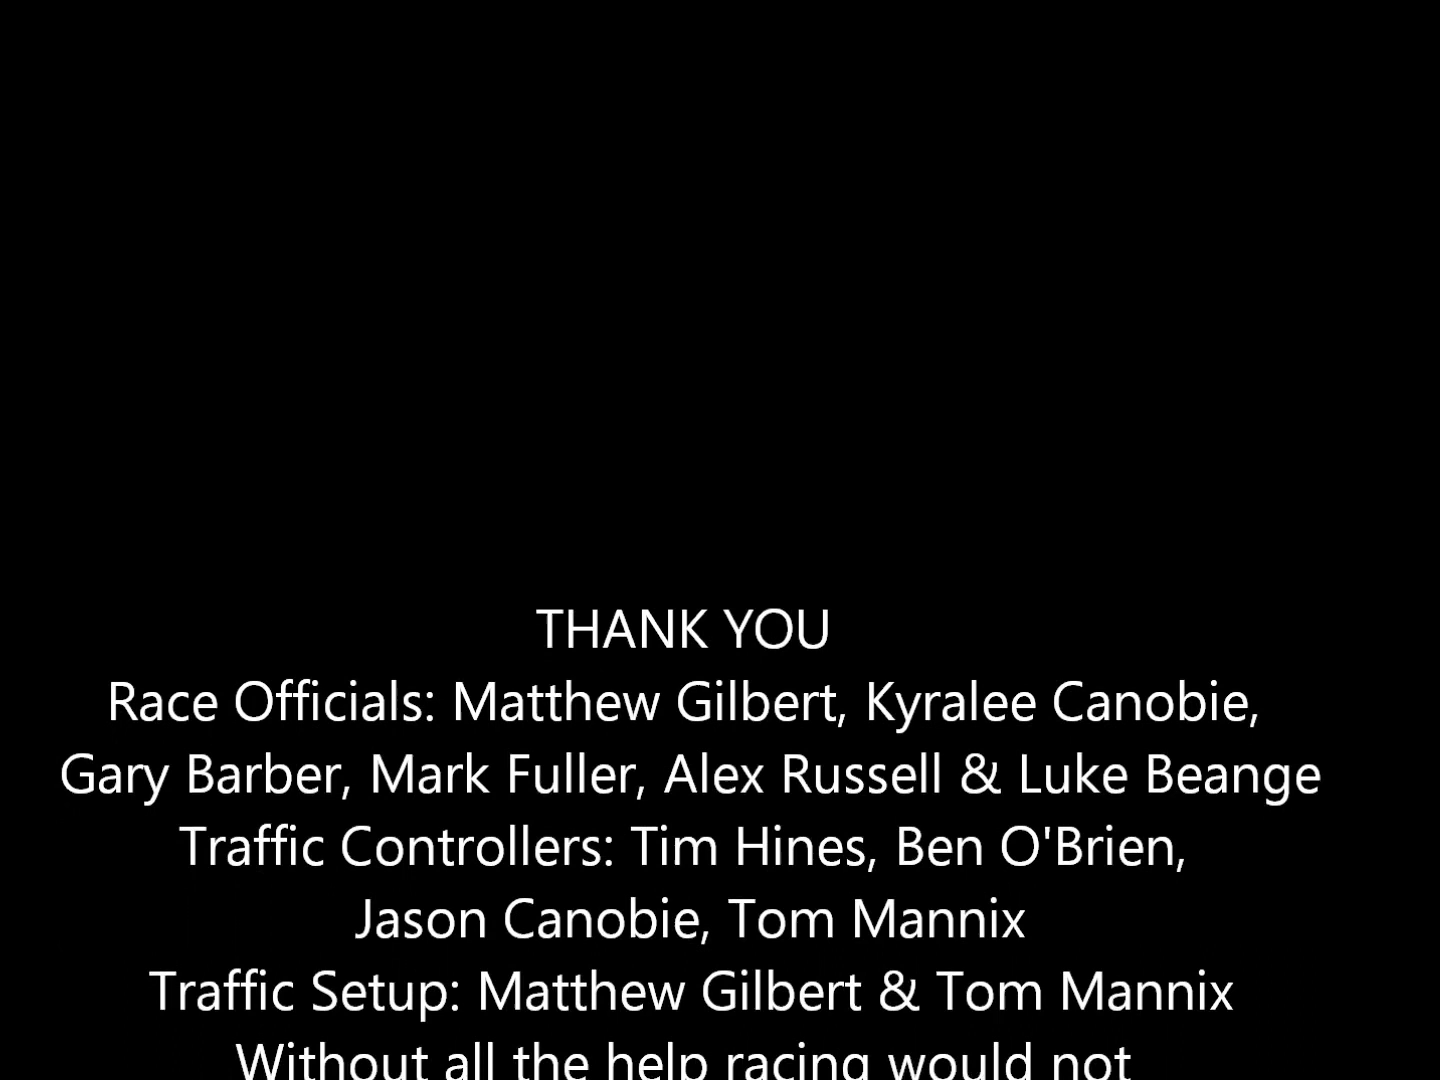 THANK YOU
Race Officials: Matthew Gilbert, Kyralee Canobie,
Gary Barber, Mark Fuller, Alex Russell & Luke Beange
Traffic Controllers: Tim Hines, Ben O'Brien,
Jason Canobie, Tom Mannix
Traffic Setup: Matthew Gilbert & Tom Mannix
Without all the help racing would not